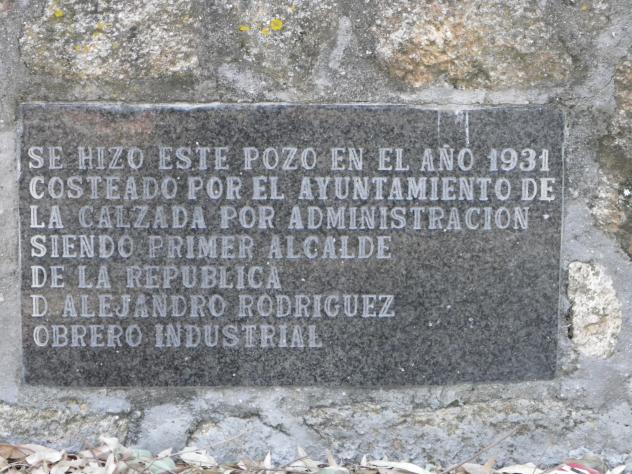 SE HIZO ESTE POZO EN EL AÑO 1931
COSTEADO POR EL AYUNTAMIENTO DE
LA CALZADA POR ADMINISTRACION
SIENDO PRIMER ALCALDE
DE LA REPUBLICA
D. ALEJANDRO RODRIGUEZ
OBRERO INDUSTRIAL